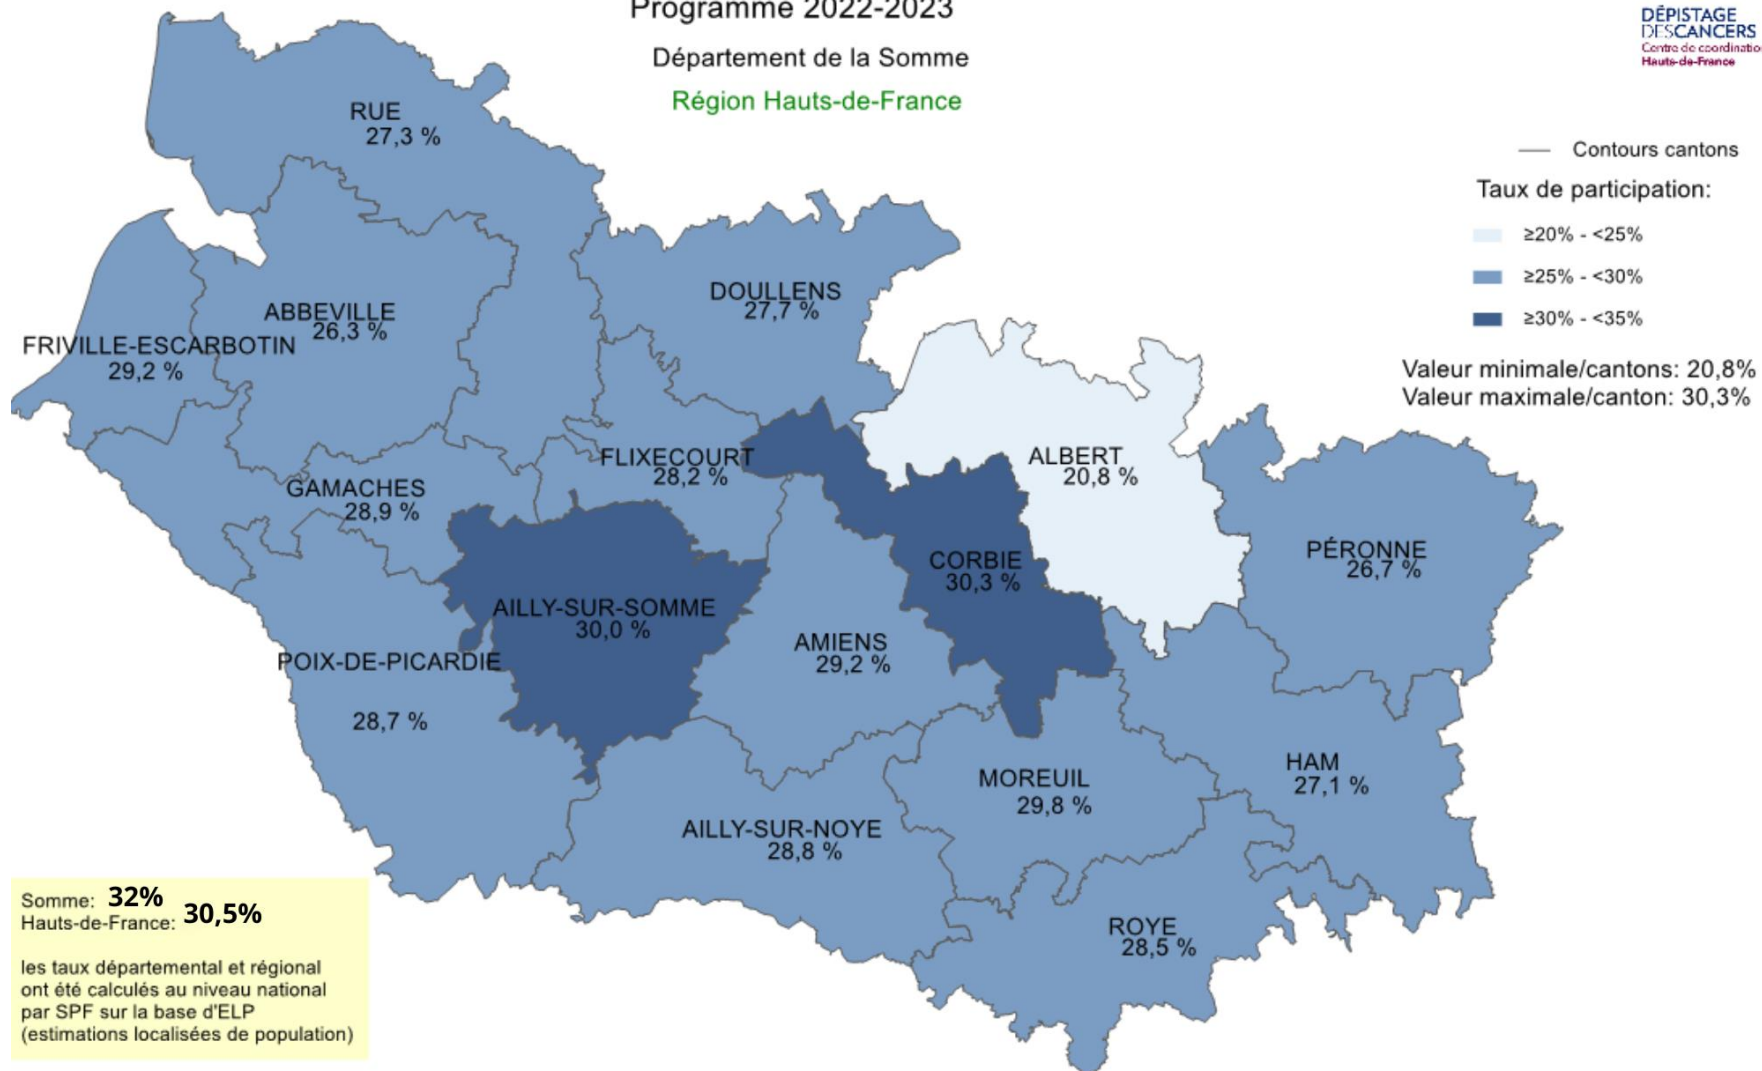 Programme 2022-2023
Département de la Somme
Région Hauts-de-France
DÉPISTAGE
DESCANCERS
Centre de coordinatio
Hauts-de-France
Contours cantons
Taux de participation:
≥20% - <25%
≥25% - <30%
≥30% - <35%
Valeur minimale/cantons: 20,8%
Valeur maximale/canton: 30,3%
RUE
27,3 %
DOULLENS
27,7 %
ABBEVILLE
26,3 %
FRIVILLE-ESCARBOTIN
29,2 %
FLIXECOURT
28,2 %
ALBERT
20,8 %
GAMACHES
28,9 %
CORBIE
30,3 %
PÉRONNE
26,7 %
AILLY-SUR-SOMME
30,0 %
AMIENS
29,2 %
POIX-DE-PICARDIE
28,7 %
MOREUIL
29,8 %
HAM
27,1 %
AILLY-SUR-NOYE
28,8 %
ROYE
28,5 %
Somme: 32%
Hauts-de-France: 30,5%
les taux départemental et régional
ont été calculés au niveau national
par SPF sur la base d'ELP
(estimations localisées de population)